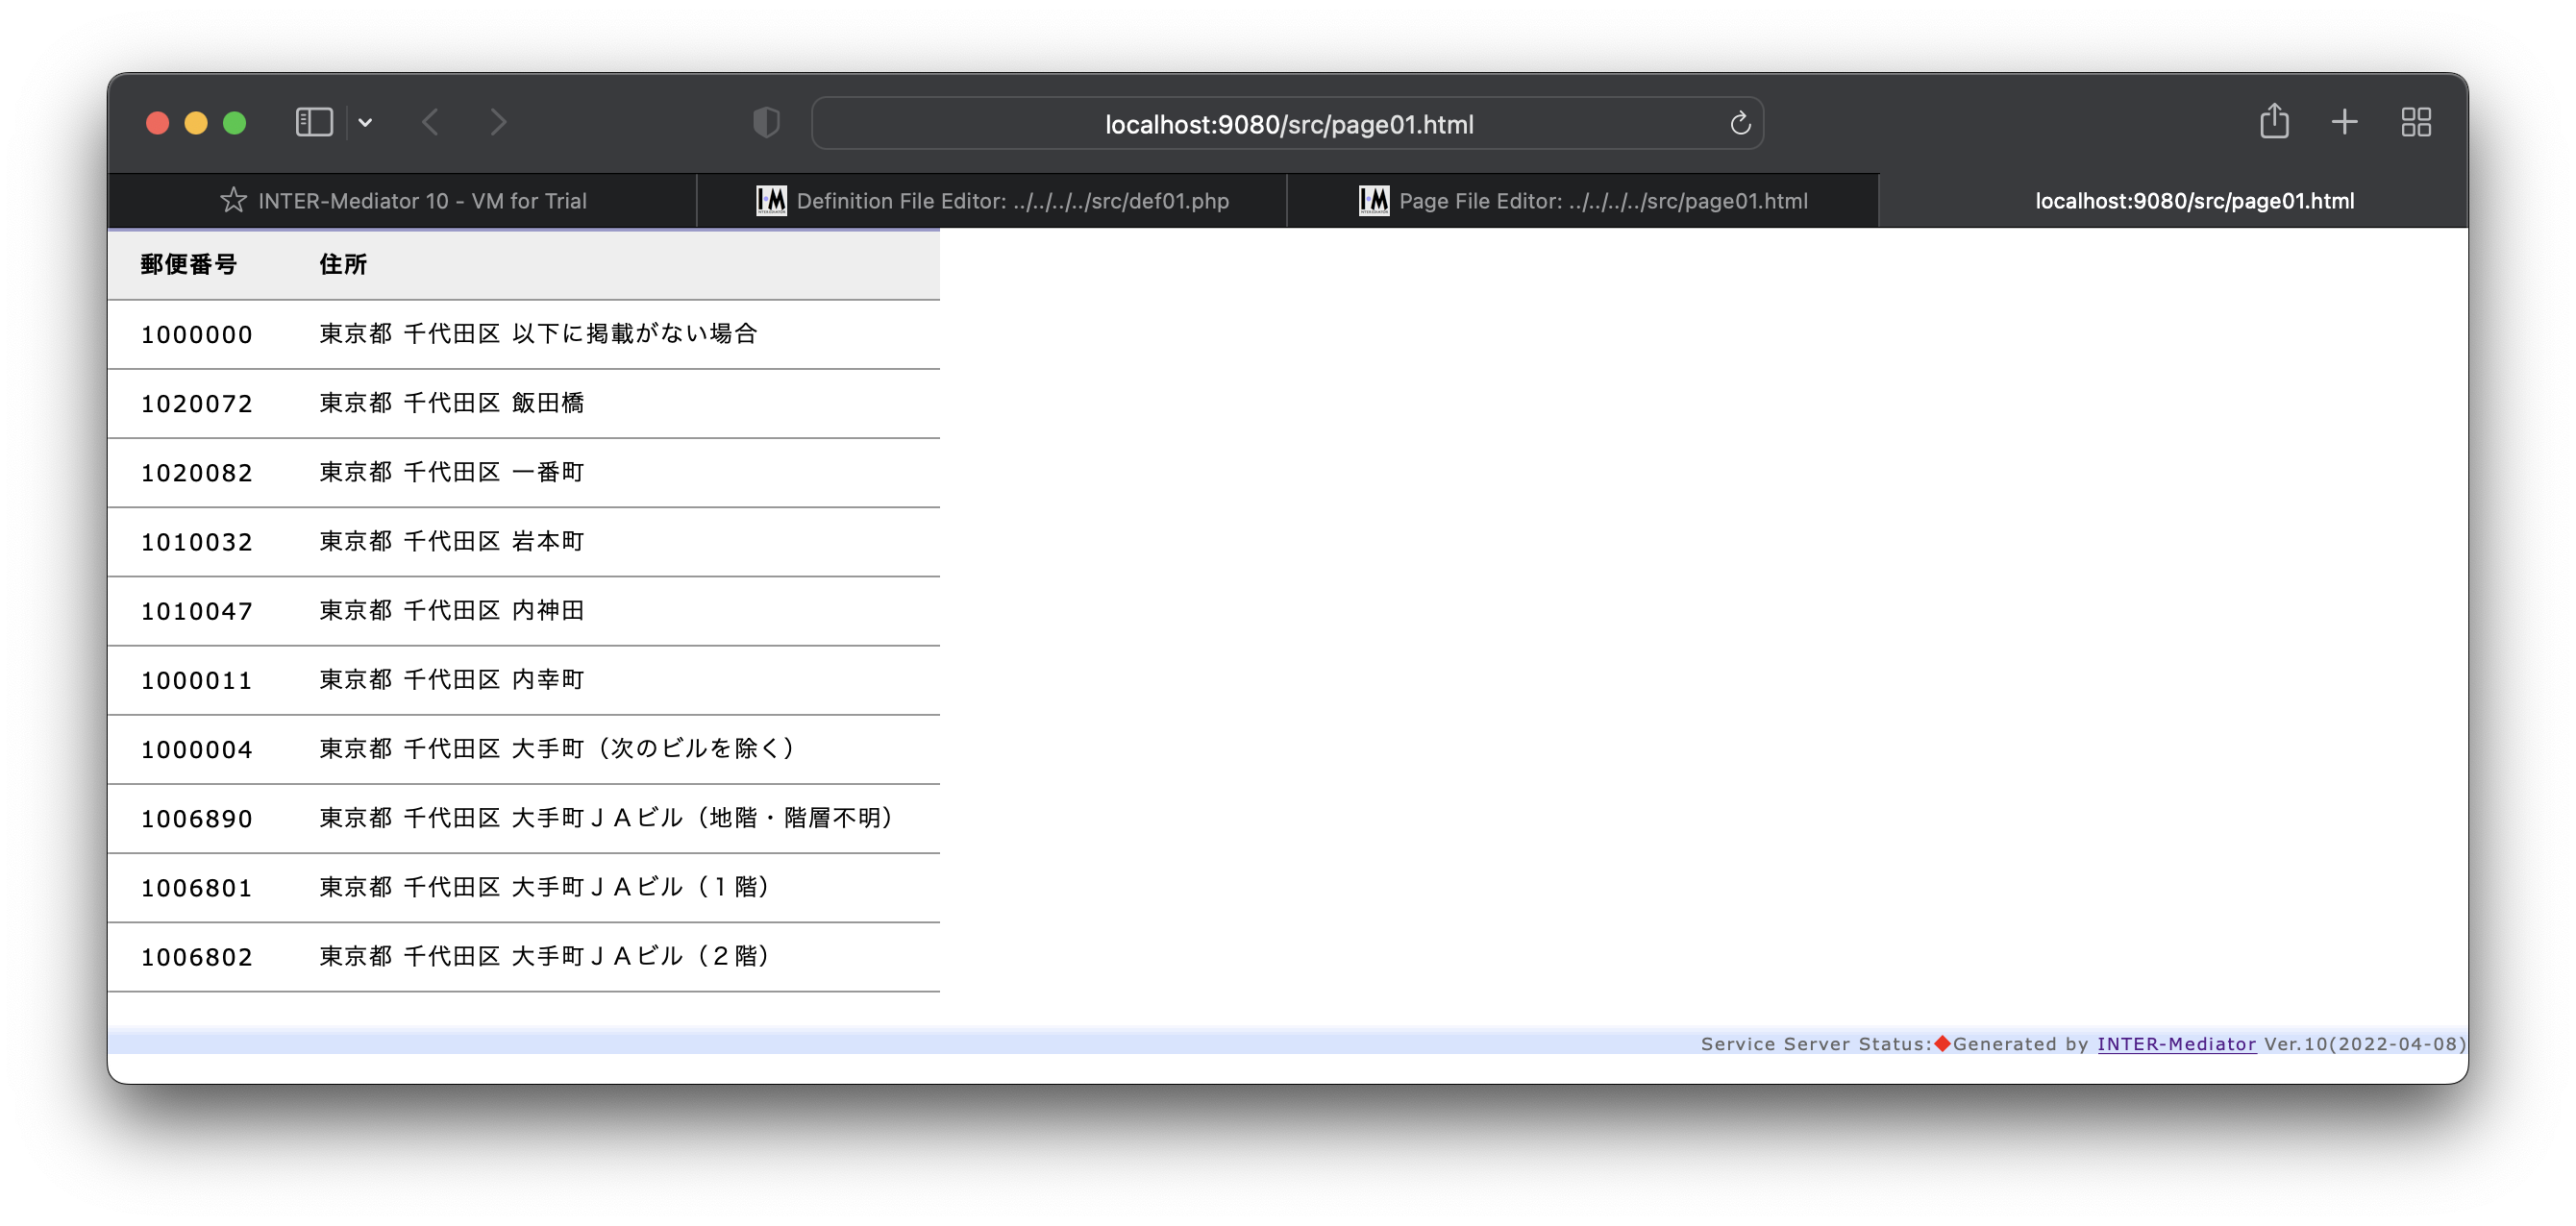 localhost:9080/src/page01.html
INTER-Mediator 10 - VM for Trial
Definition File Editor: ../../../../src/def01.php
Page File Editor: ../../../../src/page01.html
localhost:9080/src/page01.html
郵便番号 住所
1000000 東京都 千代田区 以下に掲載がない場合
1020072 東京都 千代田区 飯田橋
1020082 東京都 千代田区 一番町
1010032 東京都 千代田区 岩本町
1010047 東京都 千代田区 内神田
1000011 東京都 千代田区 内幸町
1000004 東京都 千代田区 大手町（次のビルを除く）
1006890 東京都 千代田区 大手町ＪＡビル（地階・階層不明）
1006801 東京都 千代田区 大手町ＪＡビル（１階）
1006802 東京都 千代田区 大手町ＪＡビル（２階）
Service Server Status:◆Generated by INTER-Mediator Ver.10(2022-04-08)